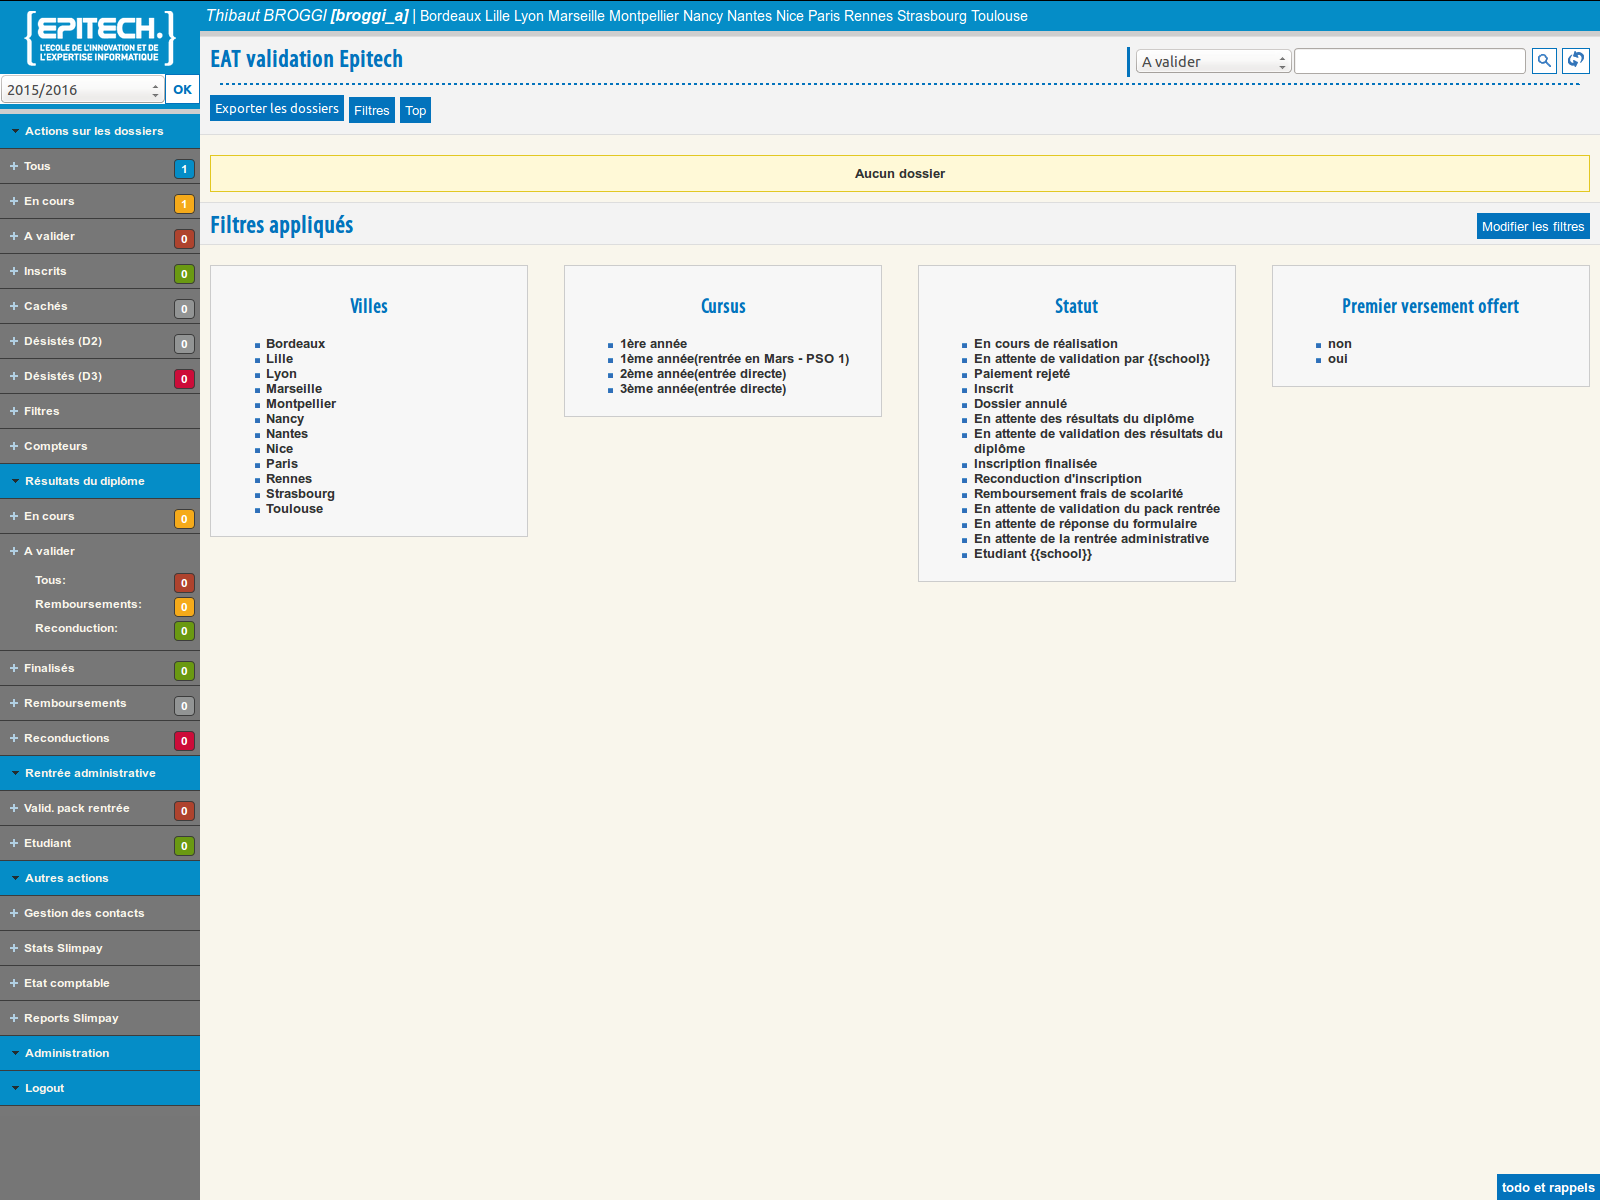 {EPITECH.}
L'ECOLE DE L'INNOVATION ET DE
L'EXPERTISE INFORMATIQUE
2015/2016 OK
Actions sur les dossiers
Tous 1
En cours 1
A valider 0
Inscrits 0
Cachés 0
Désistés (D2) 0
Désistés (D3) 0
Filtres
Compteurs
Résultats du diplôme
En cours 0
A valider
Tous: 0
Remboursements: 0
Reconduction: 0
Finalisés 0
Remboursements 0
Reconductions 0
Rentrée administrative
Valid. pack rentrée 0
Etudiant 0
Autres actions
Gestion des contacts
Stats Slimpay
Etat comptable
Reports Slimpay
Administration
Logout
Thibaut BROGGI [broggi_a] | Bordeaux Lille Lyon Marseille Montpellier Nancy Nantes Nice Paris Rennes Strasbourg Toulouse
EAT validation Epitech
A valider
Exporter les dossiers Filtres Top
Aucun dossier
Filtres appliqués
Modifier les filtres
Villes
Bordeaux
Lille
Lyon
Marseille
Montpellier
Nancy
Nantes
Nice
Paris
Rennes
Strasbourg
Toulouse
Cursus
1ère année
1ème année(rentrée en Mars - PSO 1)
2ème année(entrée directe)
3ème année(entrée directe)
Statut
En cours de réalisation
En attente de validation par {{school}}
Paiement rejeté
Inscrit
Dossier annulé
En attente des résultats du diplôme
En attente de validation des résultats du
diplôme
Inscription finalisée
Reconduction d'inscription
Remboursement frais de scolarité
En attente de validation du pack rentrée
En attente de réponse du formulaire
En attente de la rentrée administrative
Etudiant {{school}}
Premier versement offert
non
oui
todo et rappels